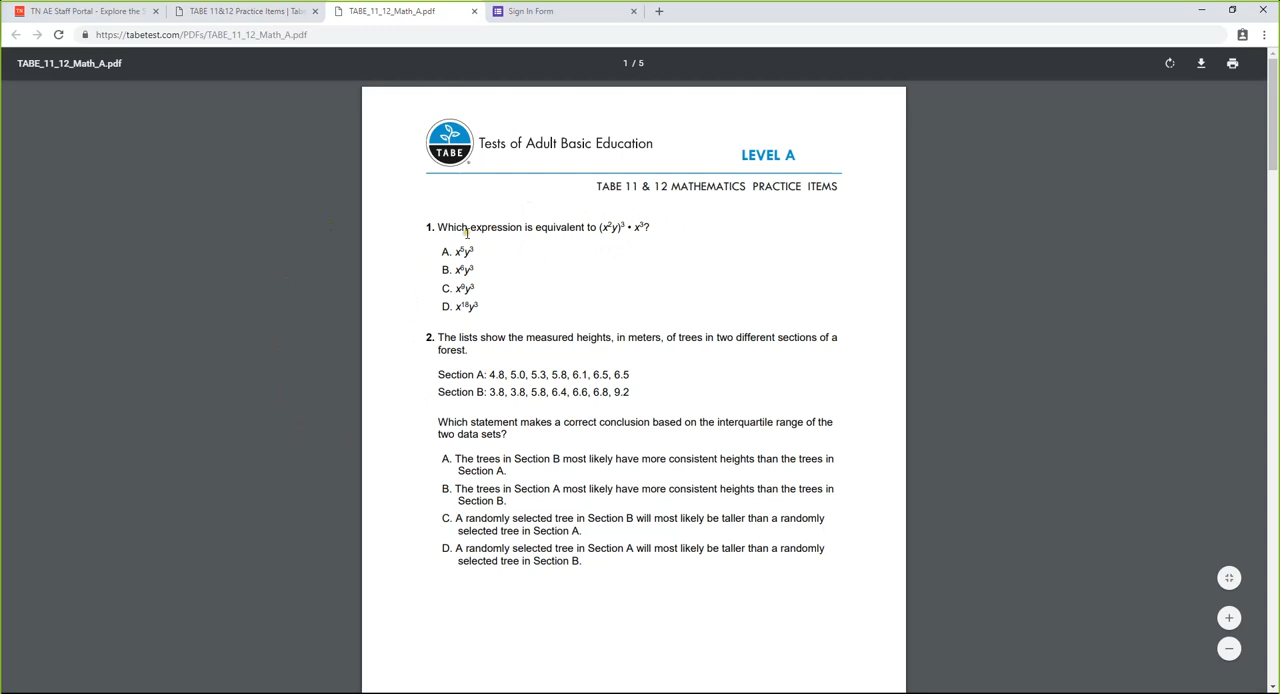 TN AE Staff Portal - Explore the S
TABE 11&12 Practice Items | Tabe
TABE_11_12_Math_A.pdf
Sign In Form
https://tabetest.com/PDFs/TABE_11_12_Math_A.pdf
TABE_11_12_Math_A.pdf
1 / 5
TABE
Tests of Adult Basic Education
LEVEL A
TABE 11 & 12 MATHEMATICS PRACTICE ITEMS
1. Which expression is equivalent to (x²y)³ • x³?
A. x⁵y³
B. x⁶y³
C. x⁹y³
D. x¹⁸y³
2. The lists show the measured heights, in meters, of trees in two different sections of a
forest.
Section A: 4.8, 5.0, 5.3, 5.8, 6.1, 6.5, 6.5
Section B: 3.8, 3.8, 5.8, 6.4, 6.6, 6.8, 9.2
Which statement makes a correct conclusion based on the interquartile range of the
two data sets?
A. The trees in Section B most likely have more consistent heights than the trees in
Section A.
B. The trees in Section A most likely have more consistent heights than the trees in
Section B.
C. A randomly selected tree in Section B will most likely be taller than a randomly
selected tree in Section A.
D. A randomly selected tree in Section A will most likely be taller than a randomly
selected tree in Section B.